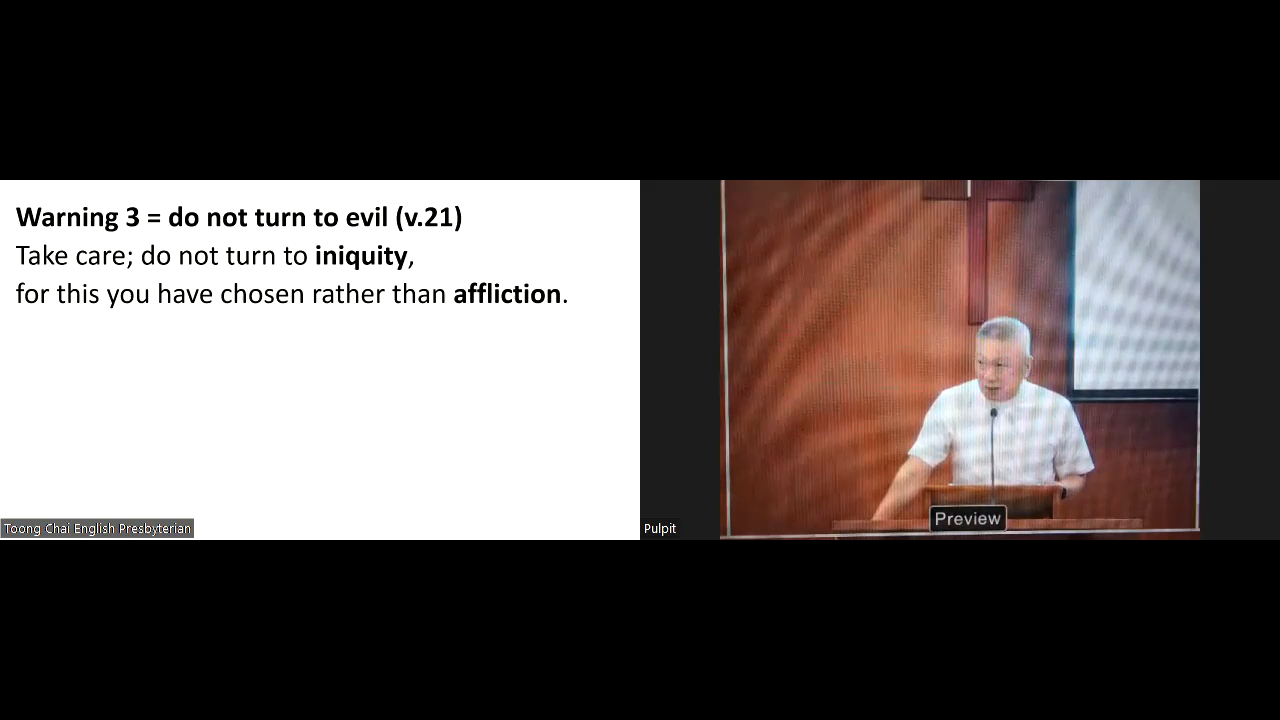 Warning 3 = do not turn to evil (v.21)
Take care; do not turn to iniquity,
for this you have chosen rather than affliction.
Toong Chai English Presbyterian
Pulpit
Preview